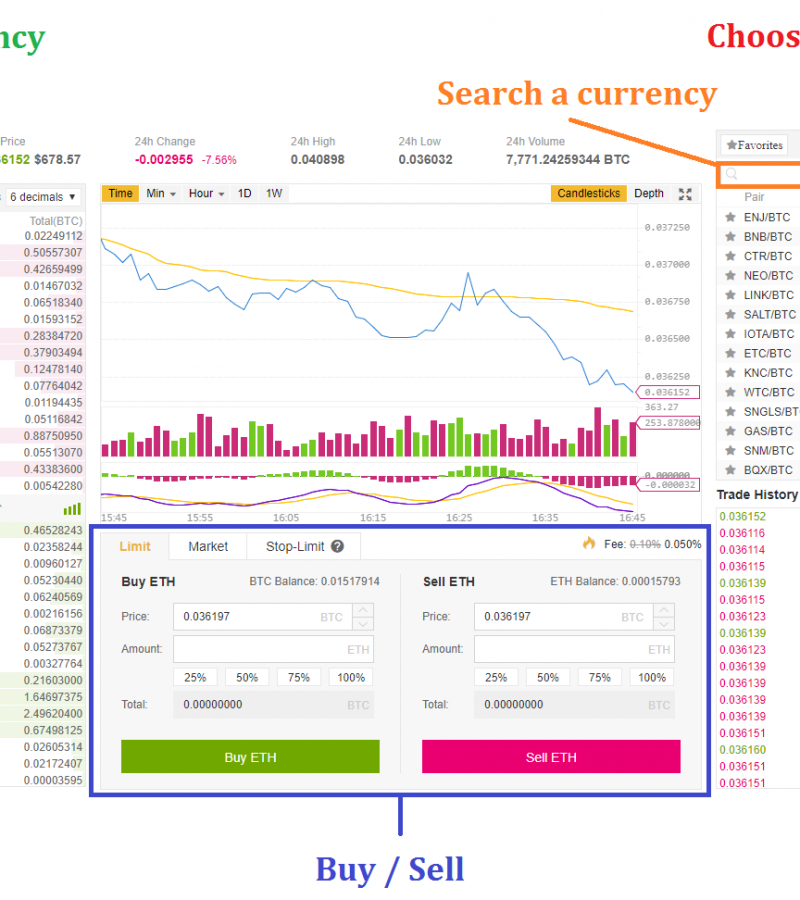 ncy
Choos
Search a currency
Price
24h Change
24h High
24h Low
24h Volume
Favorites
6152 $678.57
-0.002955 -7.56%
0.040898
0.036032
7,771.24259344 BTC
6 decimals
Time Min Hour 1D 1W
Candlesticks Depth
Total(BTC)
0.02249112
0.50557307
0.42659499
0.01467032
0.06518340
0.01593152
0.28384720
0.37903494
0.12478140
0.07764042
0.01194435
0.05116842
0.88750950
0.05513070
0.43383600
0.00542280
0.46528243
0.02358244
0.00960127
0.05230440
0.06240569
0.00216156
0.06873379
0.05273767
0.00327764
0.21603000
1.64697375
2.49620400
0.67498125
0.02605314
0.02172407
0.00003595
0.037250
0.037000
0.036750
0.036500
0.036250
0.036152
363.27
253.878000
0.000000
-0.000032
15:45 15:55 16:05 16:15 16:25 16:35 16:45
Pair
ENJ/BTC
BNB/BTC
CTR/BTC
NEO/BTC
LINK/BTC
SALT/BTC
IOTA/BTC
ETC/BTC
KNC/BTC
WTC/BTC
SNGLS/BT
GAS/BTC
SNM/BTC
BQX/BTC
Trade History
0.036152
0.036116
0.036114
0.036115
0.036139
0.036115
0.036123
0.036139
0.036123
0.036139
0.036139
0.036139
0.036139
0.036151
0.036160
0.036151
0.036151
Limit Market Stop-Limit ?
Fee: 0.10% 0.050%
Buy ETH
BTC Balance: 0.01517914
Price: 0.036197 BTC
Amount: ETH
25% 50% 75% 100%
Total: 0.00000000 BTC
Buy ETH
Sell ETH
ETH Balance: 0.00015793
Price: 0.036197 BTC
Amount: ETH
25% 50% 75% 100%
Total: 0.00000000 BTC
Sell ETH
Buy / Sell